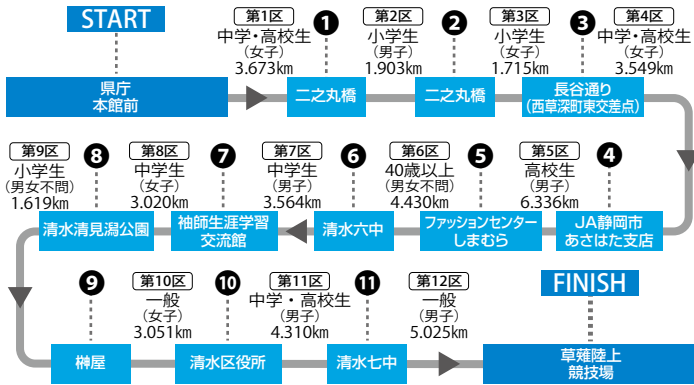 START
県庁
本館前
第1区
中学・高校生
(女子)
3.673km
❶
二之丸橋
第2区
小学生
(男子)
1.903km
❷
二之丸橋
第3区
小学生
(女子)
1.715km
❸
長谷通り
(西草深町東交差点)
第4区
中学・高校生
(女子)
3.549km
❹
JA静岡市
あさはた支店
第5区
高校生
(男子)
6.336km
❺
ファッションセンター
しまむら
第6区
40歳以上
(男女不問)
4.430km
❻
清水六中
第7区
中学生
(男子)
3.564km
❼
袖師生涯学習
交流館
第8区
中学生
(女子)
3.020km
❽
清水清見潟公園
第9区
小学生
(男女不問)
1.619km
❾
榊屋
第10区
一般
(女子)
3.051km
❿
清水区役所
第11区
中学・高校生
(男子)
4.310km
⓫
清水七中
第12区
一般
(男子)
5.025km
FINISH
草薙陸上
競技場